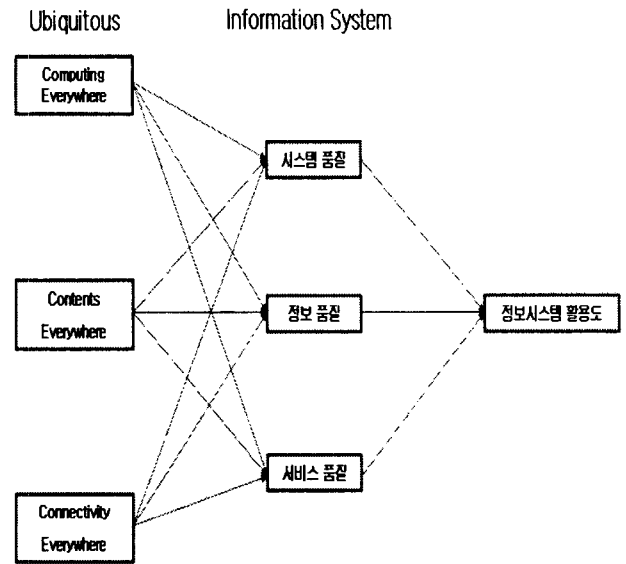 Ubiquitous
Information System
Computing
Everywhere
시스템 품질
Contents
Everywhere
정보 품질
정보시스템 활용도
서비스 품질
Connectivity
Everywhere